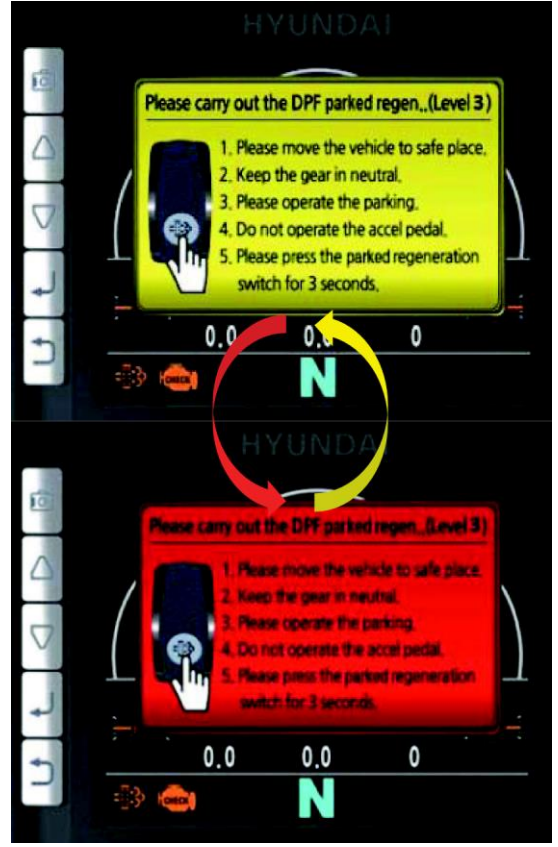 HYUNDAI
Please carry out the DPF parked regen..(Level 3)
1. Please move the vehicle to safe place.
2. Keep the gear in neutral.
3. Please operate the parking.
4. Do not operate the accel pedal.
5. Please press the parked regeneration
switch for 3 seconds.
0.0 0.0 0
CHECK
N
HYUNDAI
Please carry out the DPF parked regen..(Level 3)
1. Please move the vehicle to safe place.
2. Keep the gear in neutral.
3. Please operate the parking.
4. Do not operate the accel pedal.
5. Please press the parked regeneration
switch for 3 seconds.
0.0 0.0 0
CHECK
N